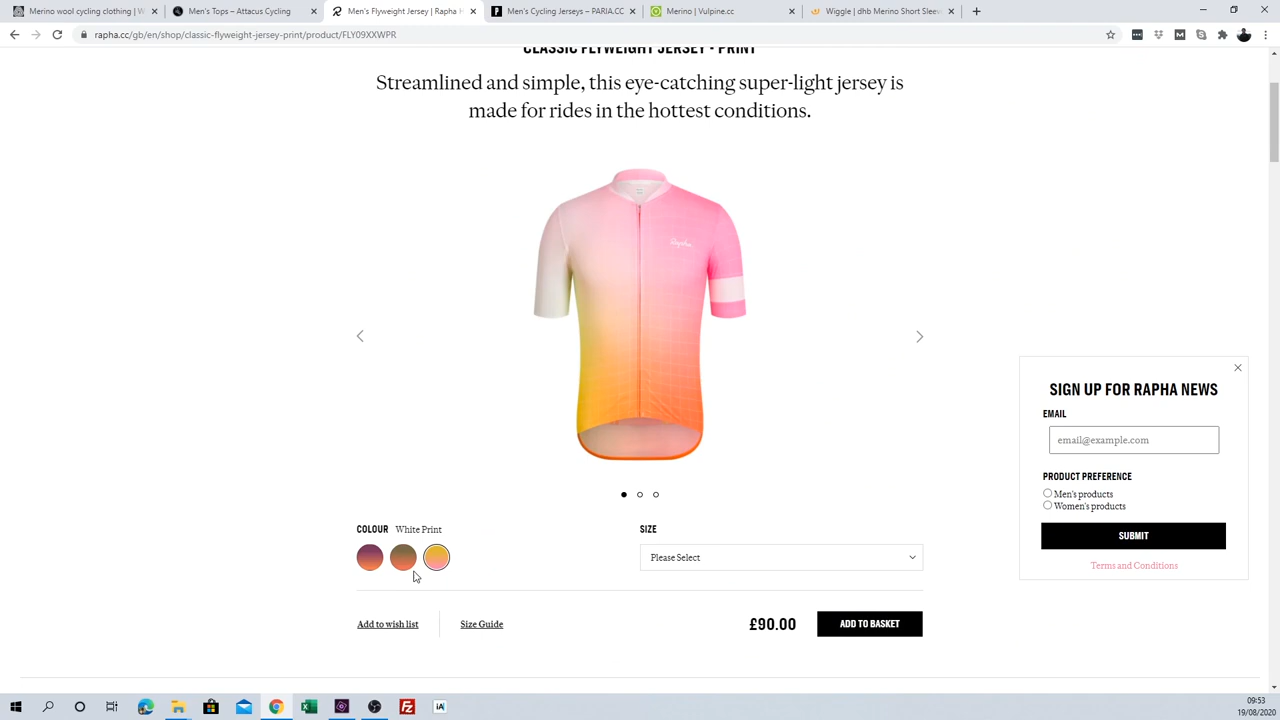 Merino wool cycling clothing | W
Men's Tops – Attacus Cycling
Men's Flyweight Jersey | Rapha H
Men's Cycling Jerseys – PARIA.CC
Merino | Vulpine.cc
Wiggle | dhb Merino Short Sleev
rapha.cc/gb/en/shop/classic-flyweight-jersey-print/product/FLY09XXWPR
CLASSIC FLYWEIGHT JERSEY - PRINT
Streamlined and simple, this eye-catching super-light jersey is
made for rides in the hottest conditions.
Rapha
SIGN UP FOR RAPHA NEWS
EMAIL
email@example.com
PRODUCT PREFERENCE
Men's products
Women's products
SUBMIT
Terms and Conditions
COLOUR White Print
SIZE
Please Select
Add to wish list
Size Guide
£90.00
ADD TO BASKET
09:53
19/08/2020